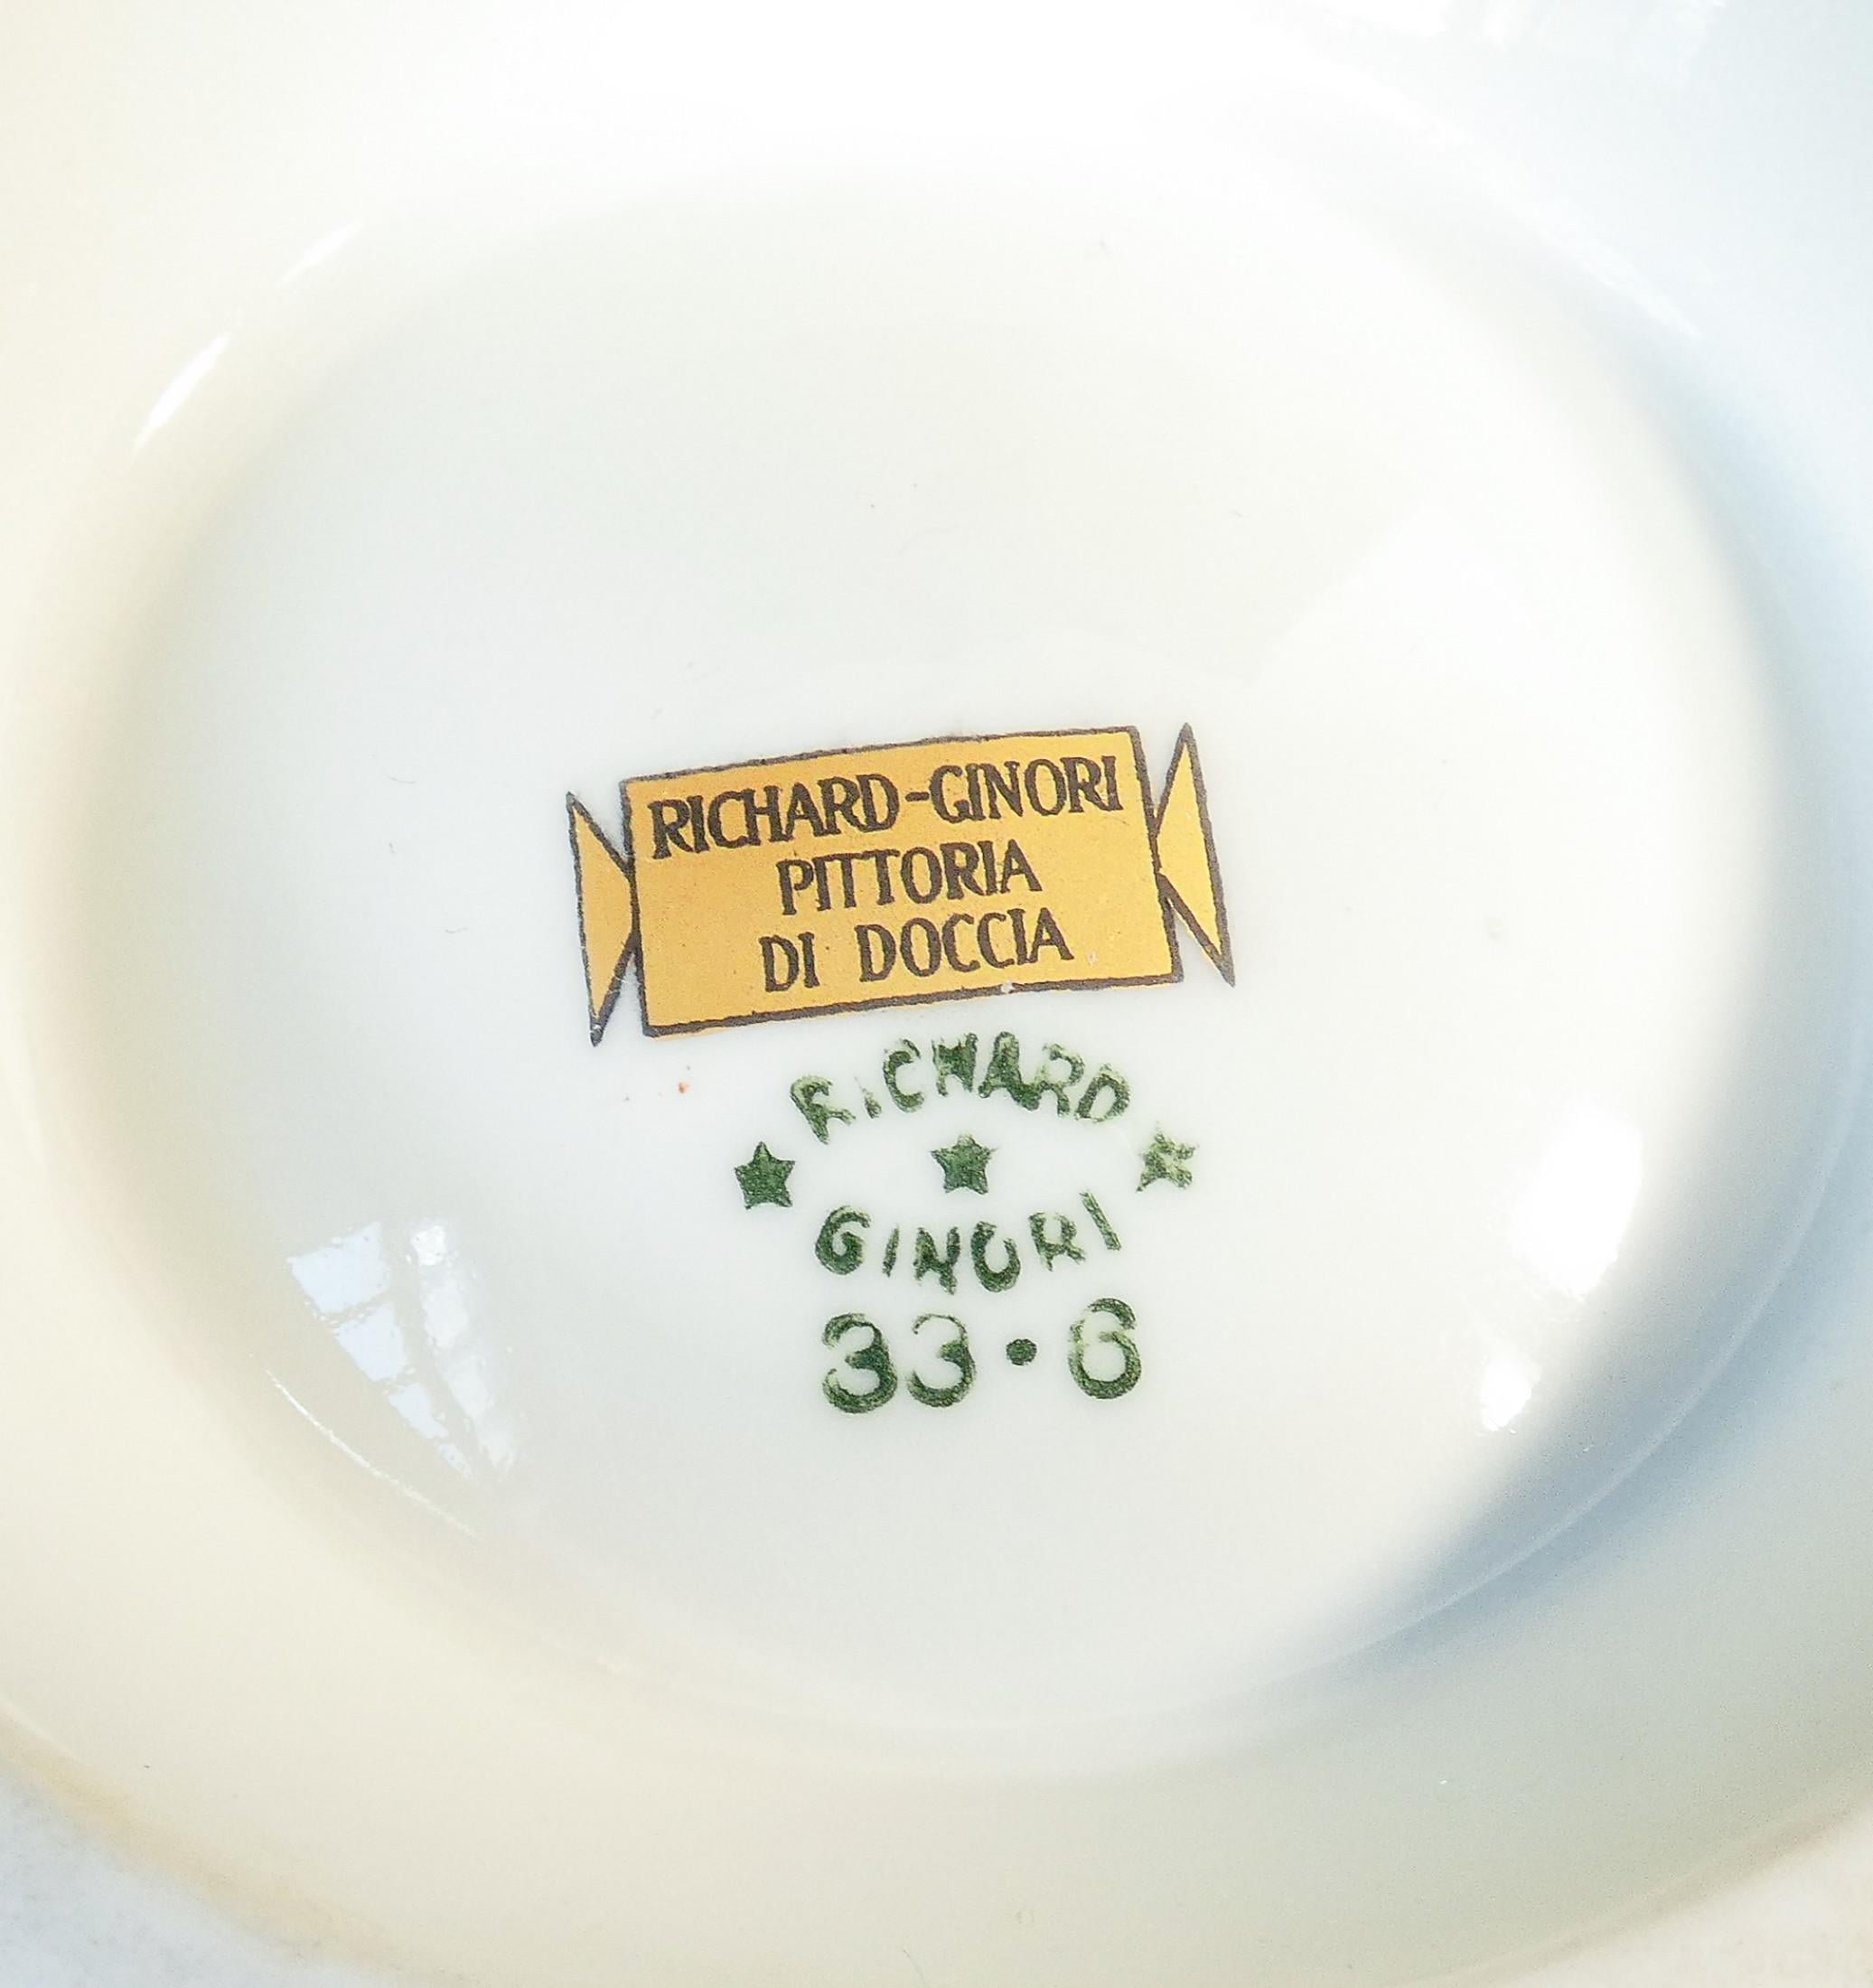 RICHARD-GINORI
PITTORIA
DI DOCCIA
RICHARD
GINORI
33·6